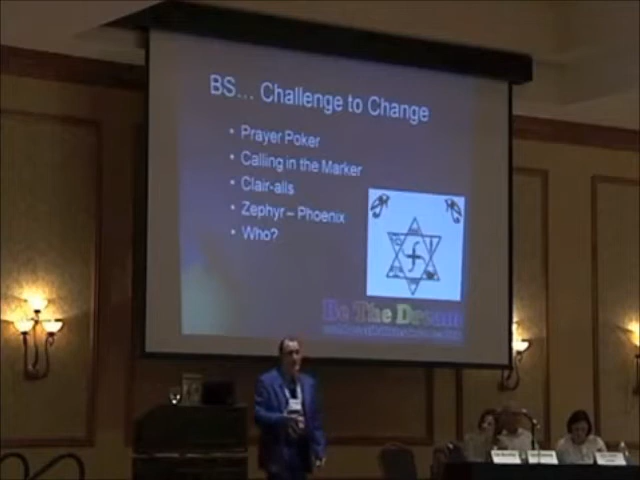 BS... Challenge to Change
• Prayer Poker
• Calling in the Marker
• Clair-alls
• Zephyr – Phoenix
• Who?
Be The Dream